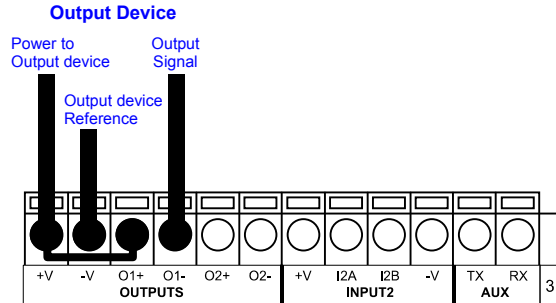 Output Device
Power to
Output device
Output
Signal
Output device
Reference
+V -V O1+ O1- O2+ O2- +V I2A I2B -V TX RX
OUTPUTS INPUT2 AUX
3